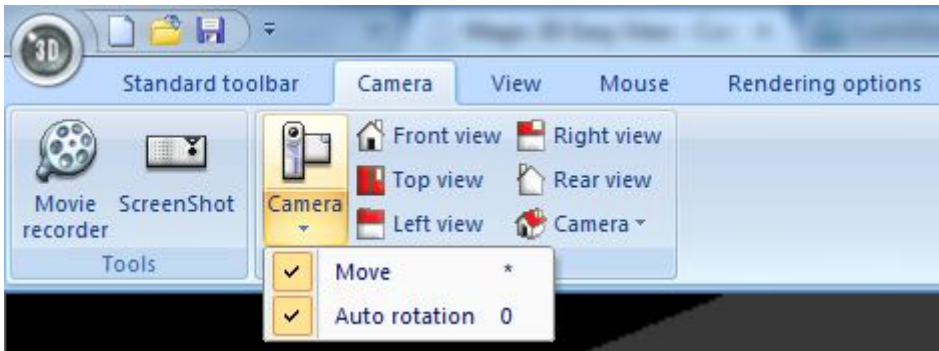 3D
Standard toolbar Camera View Mouse Rendering options
Front view Right view
Top view Rear view
Left view Camera
Movie recorder
ScreenShot
Camera
Tools
Move *
Auto rotation 0